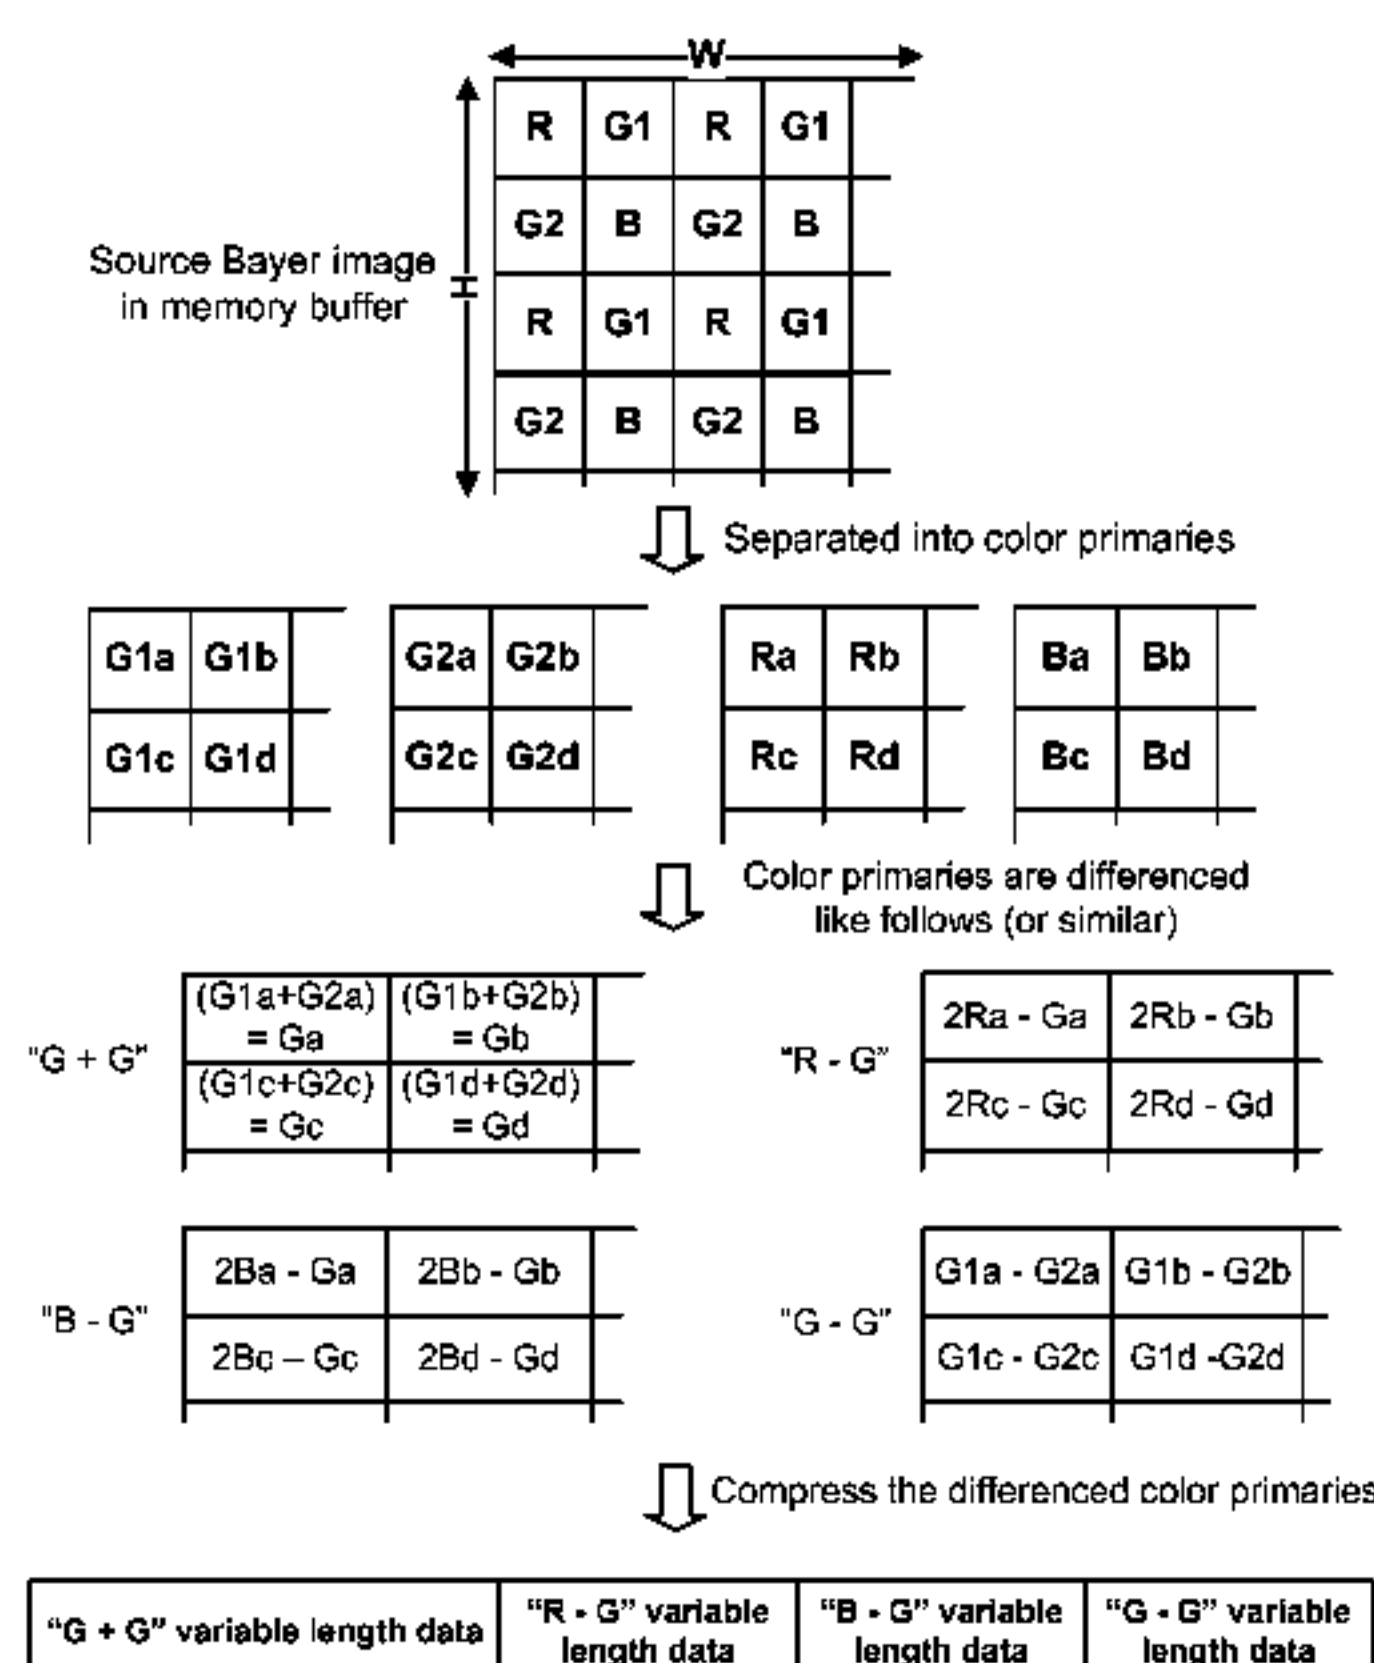 W
R G1 R G1
G2 B G2 B
Source Bayer image
in memory buffer
H
R G1 R G1
G2 B G2 B
Separated into color primaries
G1a G1b G2a G2b Ra Rb Ba Bb
G1c G1d G2c G2d Rc Rd Bc Bd
Color primaries are differenced
like follows (or similar)
"G + G"
(G1a+G2a) (G1b+G2b)
= Ga = Gb
(G1c+G2c) (G1d+G2d)
= Gc = Gd
"R - G"
2Ra - Ga 2Rb - Gb
2Rc - Gc 2Rd - Gd
"B - G"
2Ba - Ga 2Bb - Gb
2Bc – Gc 2Bd - Gd
"G - G"
G1a - G2a G1b - G2b
G1c - G2c G1d -G2d
Compress the differenced color primaries
"G + G" variable length data
"R - G" variable
length data
"B - G" variable
length data
"G - G" variable
length data